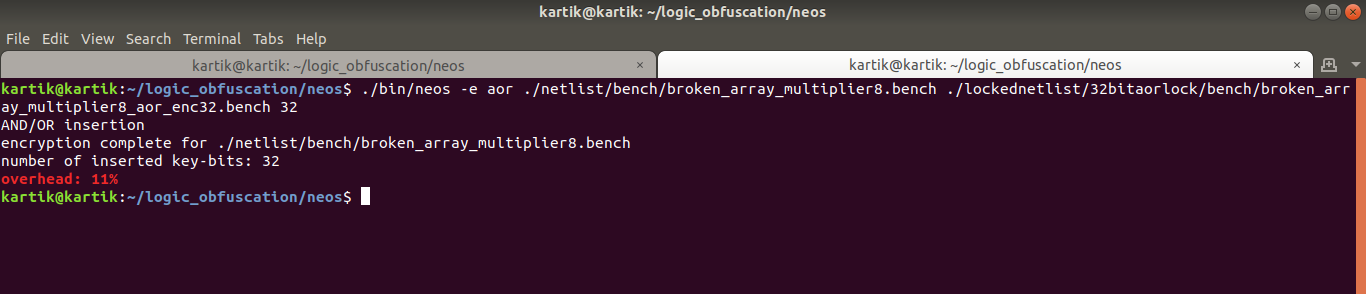 kartik@kartik: ~/logic_obfuscation/neos
File Edit View Search Terminal Tabs Help
kartik@kartik: ~/logic_obfuscation/neos × kartik@kartik: ~/logic_obfuscation/neos ×
kartik@kartik:~/logic_obfuscation/neos$ ./bin/neos -e aor ./netlist/bench/broken_array_multiplier8.bench ./lockednetlist/32bitaorlock/bench/broken_arr
ay_multiplier8_aor_enc32.bench 32
AND/OR insertion
encryption complete for ./netlist/bench/broken_array_multiplier8.bench
number of inserted key-bits: 32
overhead: 11%
kartik@kartik:~/logic_obfuscation/neos$